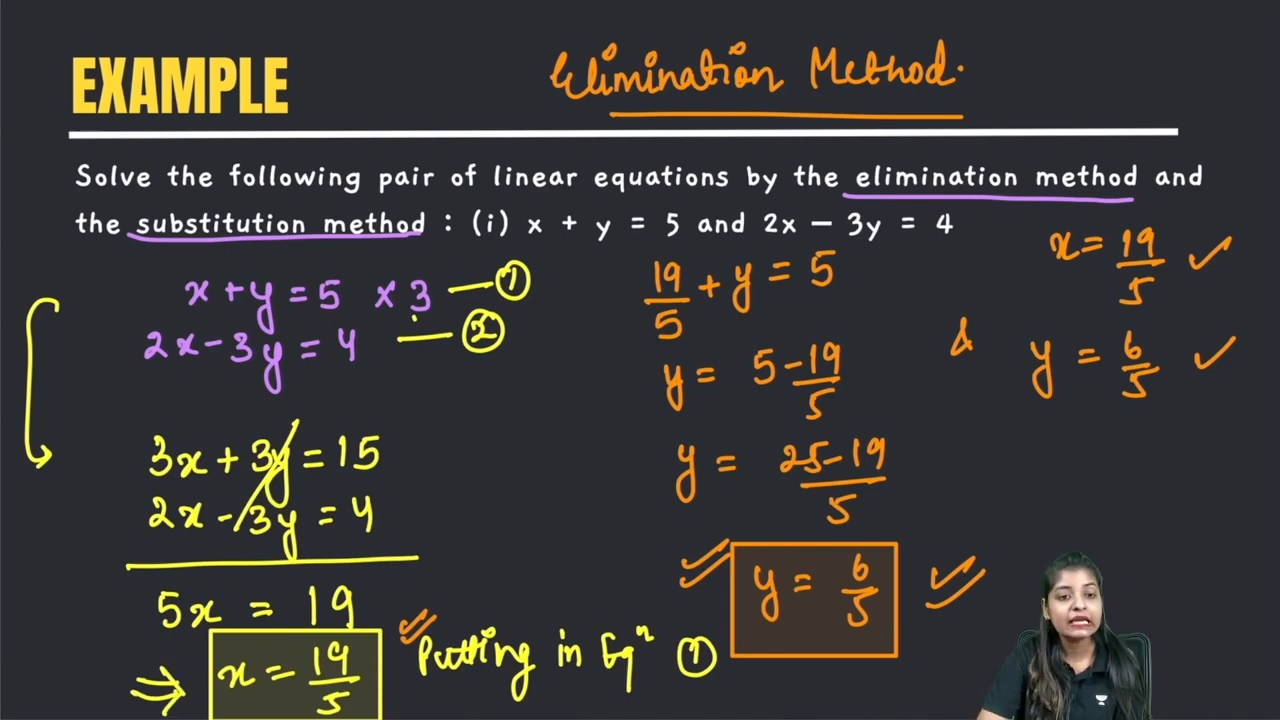 EXAMPLE
Elimination Method.
Solve the following pair of linear equations by the elimination method and
the substitution method : (i) x + y = 5 and 2x – 3y = 4
x + y = 5 × 3 — ①
2x - 3y = 4 — ②
3x + 3y = 15
2x - 3y = 4
5x = 19
⇒ x = 19/5
Putting in Eqⁿ ①
19/5 + y = 5
y = 5 - 19/5
y = 25-19/5
y = 6/5
x = 19/5 ✓
& y = 6/5 ✓